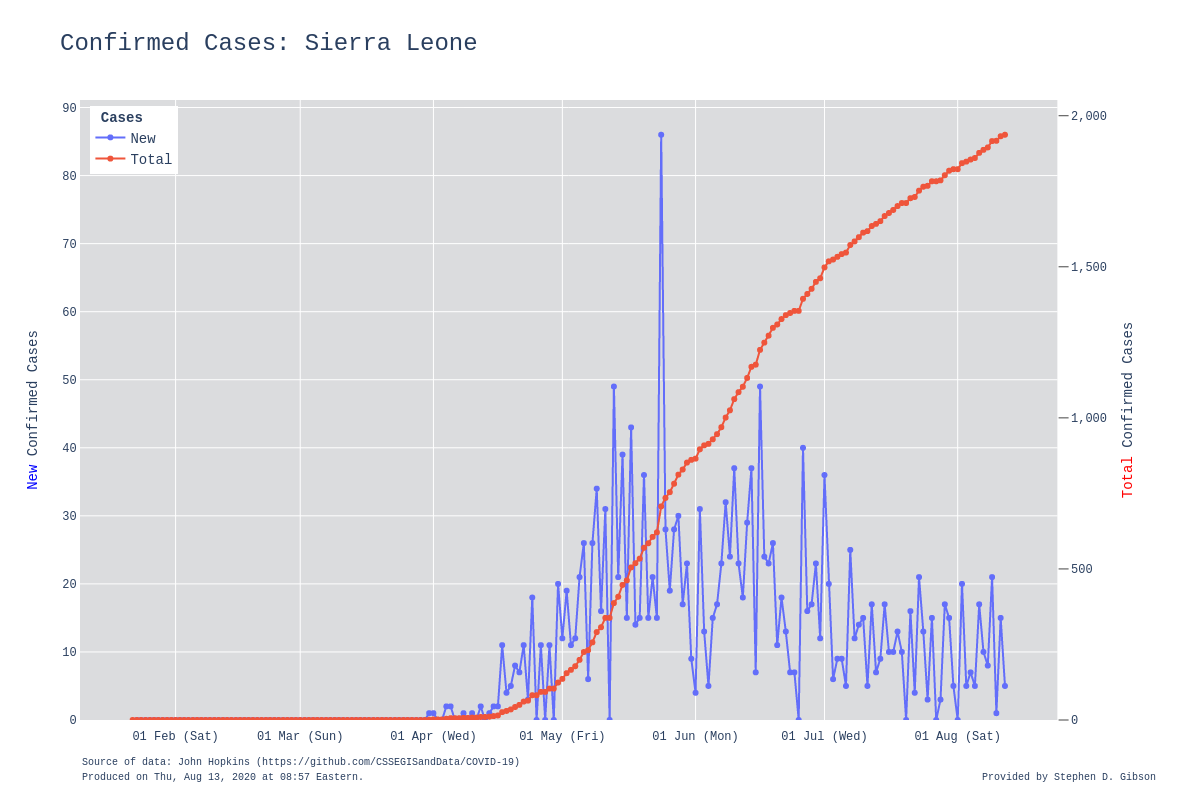 Confirmed Cases: Sierra Leone
Cases
New
Total
90
80
70
60
50
40
30
20
10
0
2,000
1,500
1,000
500
0
New Confirmed Cases
Total Confirmed Cases
01 Feb (Sat)
01 Mar (Sun)
01 Apr (Wed)
01 May (Fri)
01 Jun (Mon)
01 Jul (Wed)
01 Aug (Sat)
Source of data: John Hopkins (https://github.com/CSSEGISandData/COVID-19)
Produced on Thu, Aug 13, 2020 at 08:57 Eastern.
Provided by Stephen D. Gibson